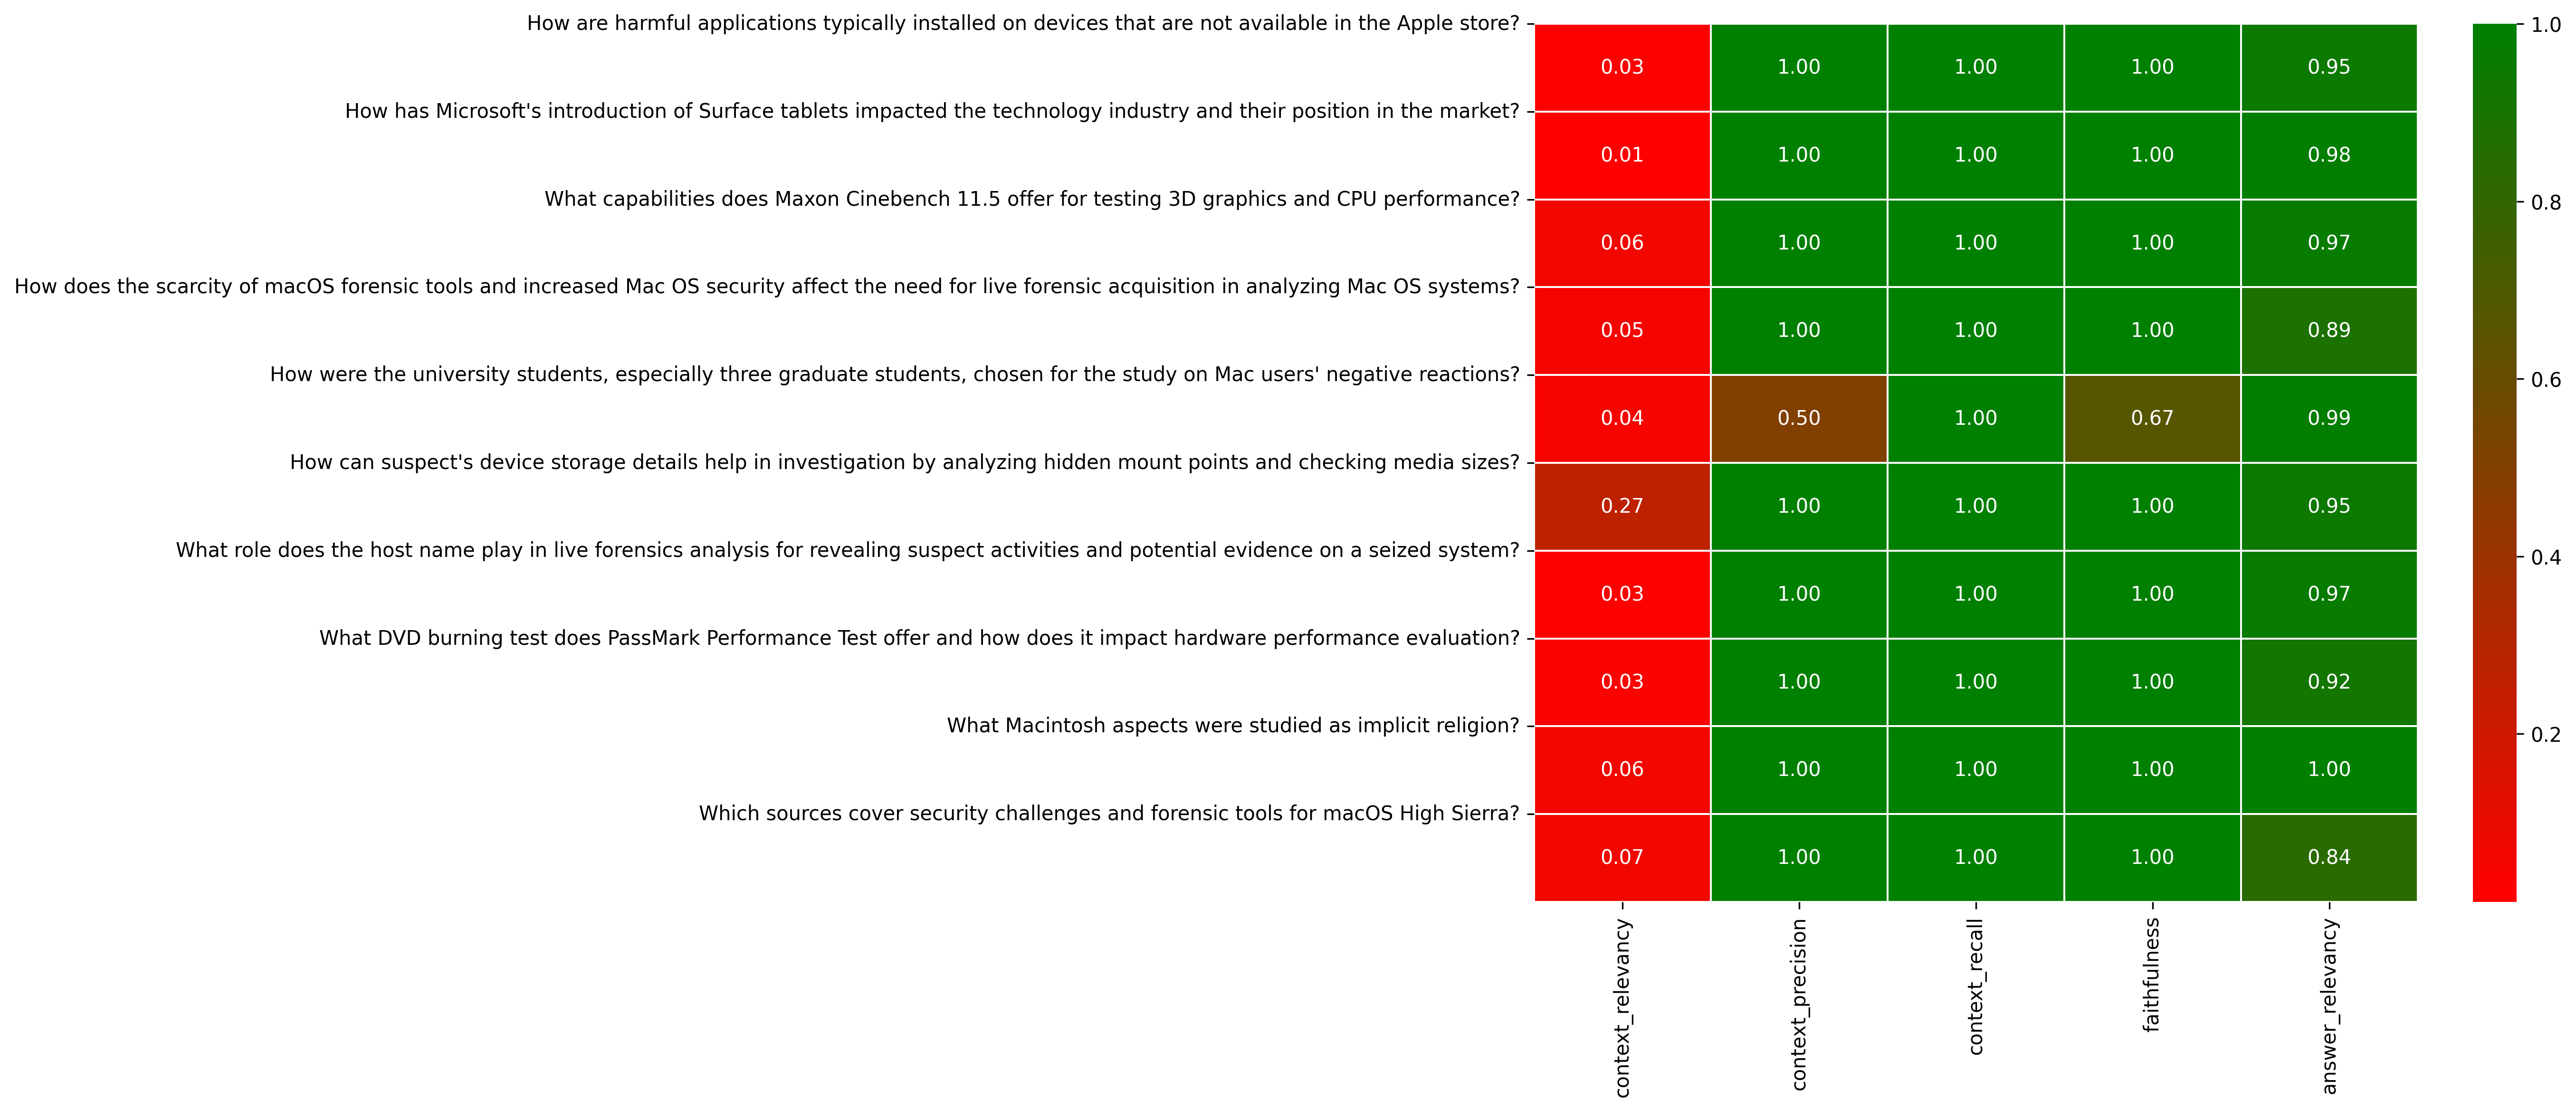 How are harmful applications typically installed on devices that are not available in the Apple store?
0.03 1.00 1.00 1.00 0.95
How has Microsoft's introduction of Surface tablets impacted the technology industry and their position in the market?
0.01 1.00 1.00 1.00 0.98
What capabilities does Maxon Cinebench 11.5 offer for testing 3D graphics and CPU performance?
0.06 1.00 1.00 1.00 0.97
How does the scarcity of macOS forensic tools and increased Mac OS security affect the need for live forensic acquisition in analyzing Mac OS systems?
0.05 1.00 1.00 1.00 0.89
How were the university students, especially three graduate students, chosen for the study on Mac users' negative reactions?
0.04 0.50 1.00 0.67 0.99
How can suspect's device storage details help in investigation by analyzing hidden mount points and checking media sizes?
0.27 1.00 1.00 1.00 0.95
What role does the host name play in live forensics analysis for revealing suspect activities and potential evidence on a seized system?
0.03 1.00 1.00 1.00 0.97
What DVD burning test does PassMark Performance Test offer and how does it impact hardware performance evaluation?
0.03 1.00 1.00 1.00 0.92
What Macintosh aspects were studied as implicit religion?
0.06 1.00 1.00 1.00 1.00
Which sources cover security challenges and forensic tools for macOS High Sierra?
0.07 1.00 1.00 1.00 0.84
context_relevancy
context_precision
context_recall
faithfulness
answer_relevancy
1.0
0.8
0.6
0.4
0.2